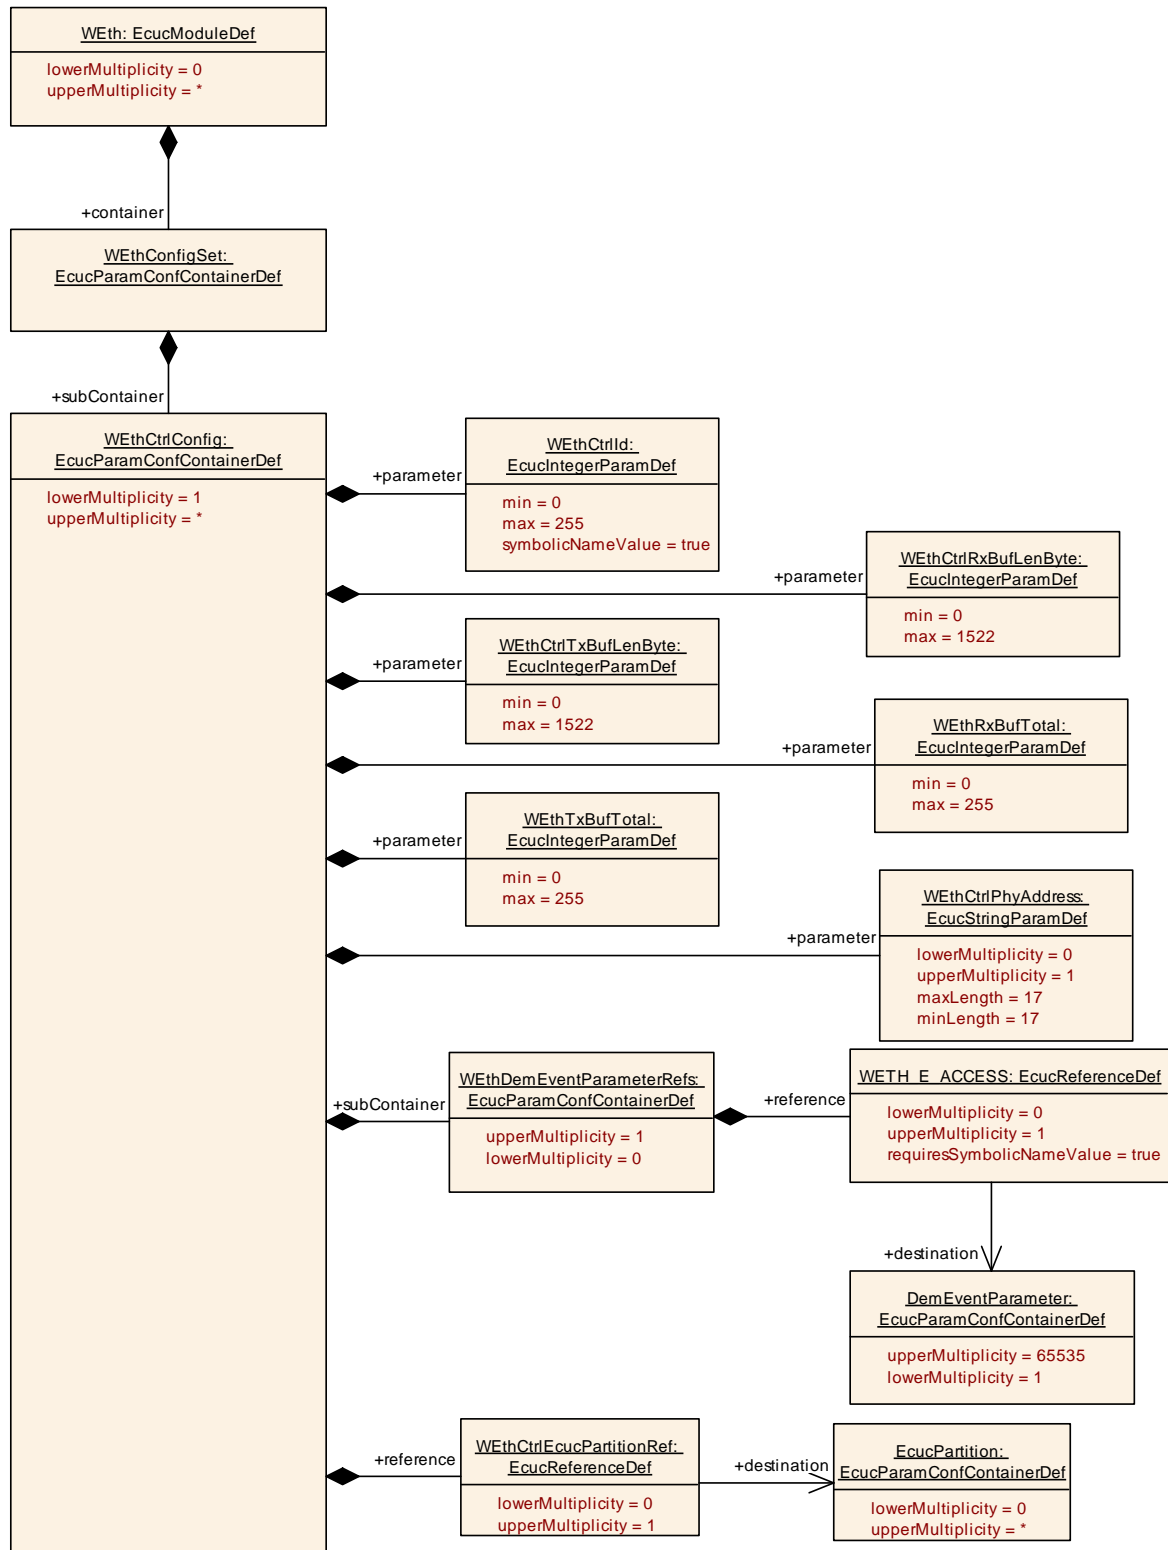 WEth: EcucModuleDef
lowerMultiplicity = 0
upperMultiplicity = *
+container
WEthConfigSet:
EcucParamConfContainerDef
+subContainer
WEthCtrlConfig:
EcucParamConfContainerDef
lowerMultiplicity = 1
upperMultiplicity = *
+parameter
WEthCtrlId:
EcucIntegerParamDef
min = 0
max = 255
symbolicNameValue = true
+parameter
WEthCtrlRxBufLenByte:
EcucIntegerParamDef
min = 0
max = 1522
+parameter
WEthCtrlTxBufLenByte:
EcucIntegerParamDef
min = 0
max = 1522
+parameter
WEthRxBufTotal:
EcucIntegerParamDef
min = 0
max = 255
+parameter
WEthTxBufTotal:
EcucIntegerParamDef
min = 0
max = 255
+parameter
WEthCtrlPhyAddress:
EcucStringParamDef
lowerMultiplicity = 0
upperMultiplicity = 1
maxLength = 17
minLength = 17
+subContainer
WEthDemEventParameterRefs:
EcucParamConfContainerDef
upperMultiplicity = 1
lowerMultiplicity = 0
+reference
WETH_E_ACCESS: EcucReferenceDef
lowerMultiplicity = 0
upperMultiplicity = 1
requiresSymbolicNameValue = true
+destination
DemEventParameter:
EcucParamConfContainerDef
upperMultiplicity = 65535
lowerMultiplicity = 1
+reference
WEthCtrlEcucPartitionRef:
EcucReferenceDef
lowerMultiplicity = 0
upperMultiplicity = 1
+destination
EcucPartition:
EcucParamConfContainerDef
lowerMultiplicity = 0
upperMultiplicity = *